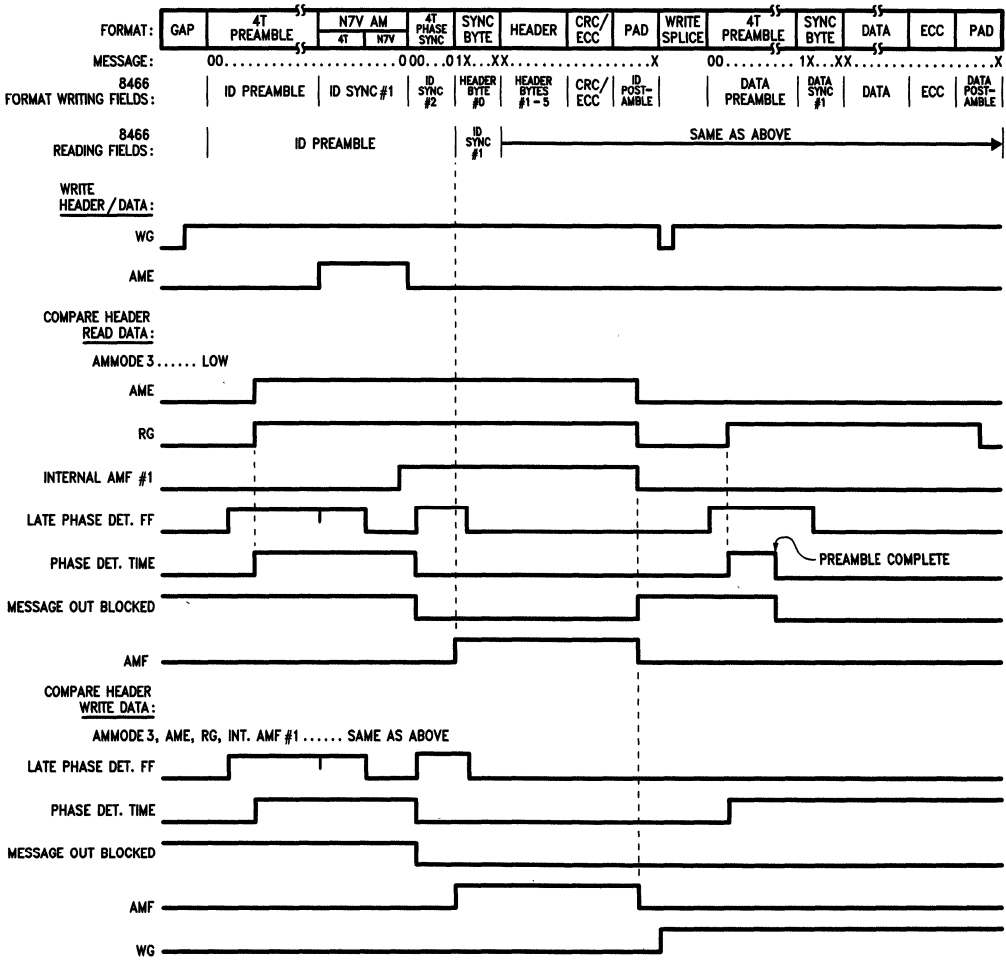 FORMAT: GAP 4T PREAMBLE N7V AM 4T N7V 4T PHASE SYNC SYNC BYTE HEADER CRC/ECC PAD WRITE SPLICE 4T PREAMBLE SYNC BYTE DATA ECC PAD
MESSAGE: 00..................................000..01X...XX..............................X 00.............1X...XX..............................X
8466 FORMAT WRITING FIELDS: ID PREAMBLE ID SYNC #1 ID SYNC #2 HEADER BYTE #0 HEADER BYTES #1-5 CRC/ECC ID POST-AMBLE DATA PREAMBLE DATA SYNC #1 DATA ECC DATA POST-AMBLE
8466 READING FIELDS: ID PREAMBLE ID SYNC #1 SAME AS ABOVE
WRITE
HEADER/DATA:
WG
AME
COMPARE HEADER
READ DATA:
AMMODE 3 ...... LOW
AME
RG
INTERNAL AMF #1
LATE PHASE DET. FF
PHASE DET. TIME PREAMBLE COMPLETE
MESSAGE OUT BLOCKED
AMF
COMPARE HEADER
WRITE DATA:
AMMODE 3, AME, RG, INT. AMF #1 ...... SAME AS ABOVE
LATE PHASE DET. FF
PHASE DET. TIME
MESSAGE OUT BLOCKED
AMF
WG